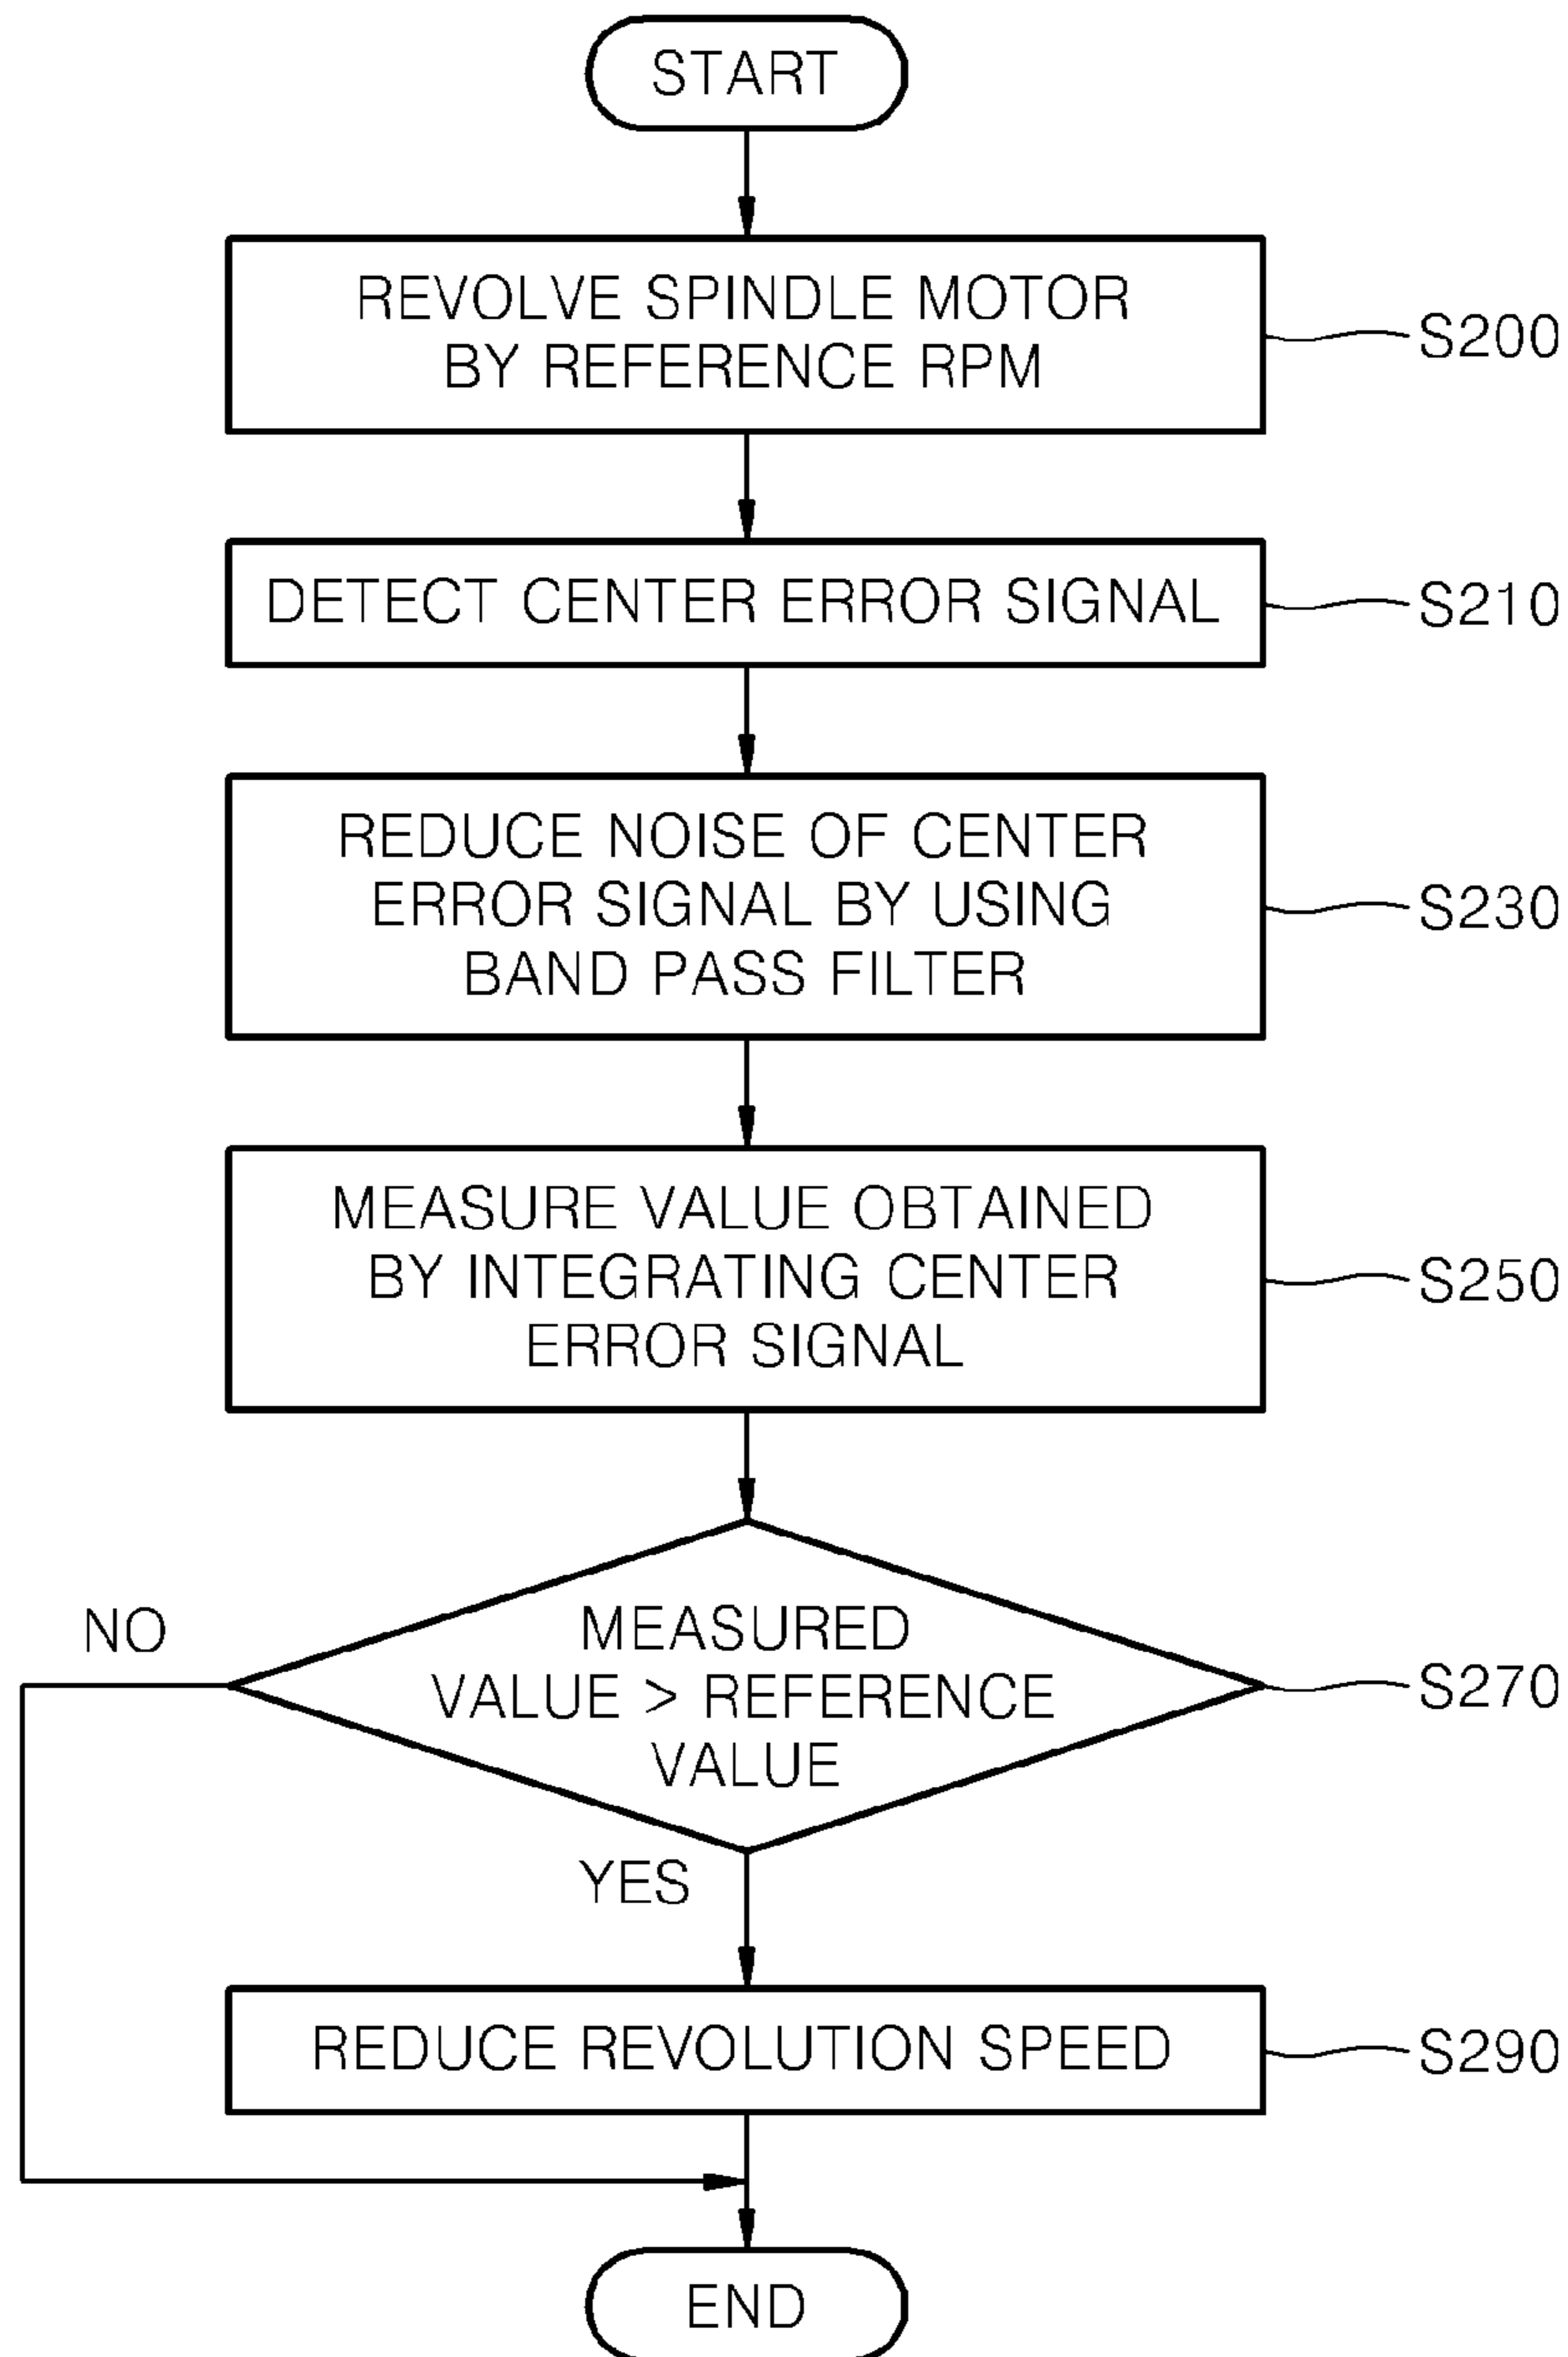 START
REVOLVE SPINDLE MOTOR
BY REFERENCE RPM
S200
DETECT CENTER ERROR SIGNAL
S210
REDUCE NOISE OF CENTER
ERROR SIGNAL BY USING
BAND PASS FILTER
S230
MEASURE VALUE OBTAINED
BY INTEGRATING CENTER
ERROR SIGNAL
S250
NO
MEASURED
VALUE > REFERENCE
VALUE
S270
YES
REDUCE REVOLUTION SPEED
S290
END